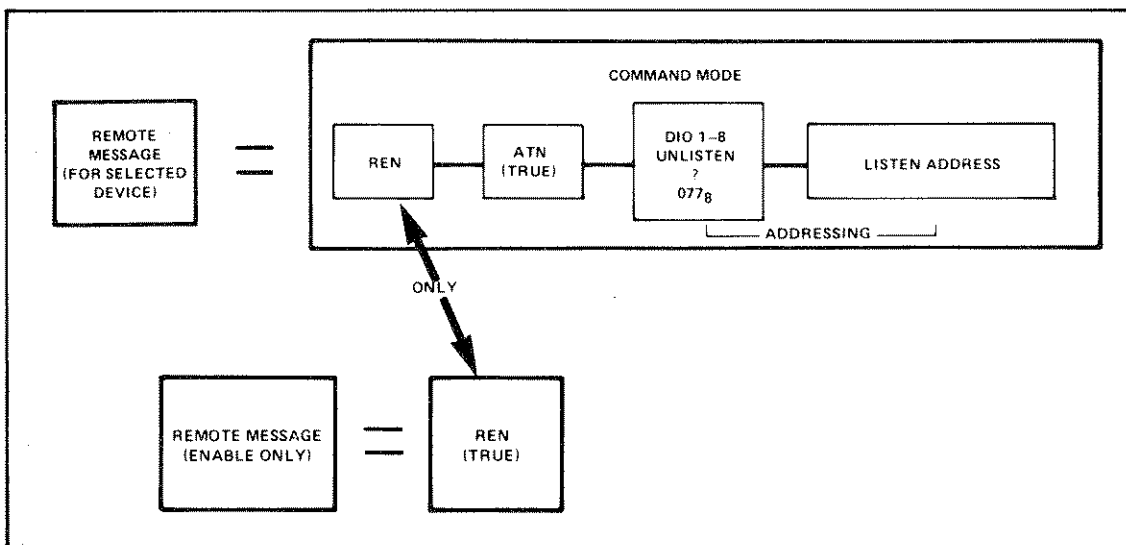 COMMAND MODE
REMOTE
MESSAGE
(FOR SELECTED
DEVICE)
=
REN
ATN
(TRUE)
DIO 1–8
UNLISTEN
?
077₈
LISTEN ADDRESS
ADDRESSING
ONLY
REMOTE MESSAGE
(ENABLE ONLY)
=
REN
(TRUE)